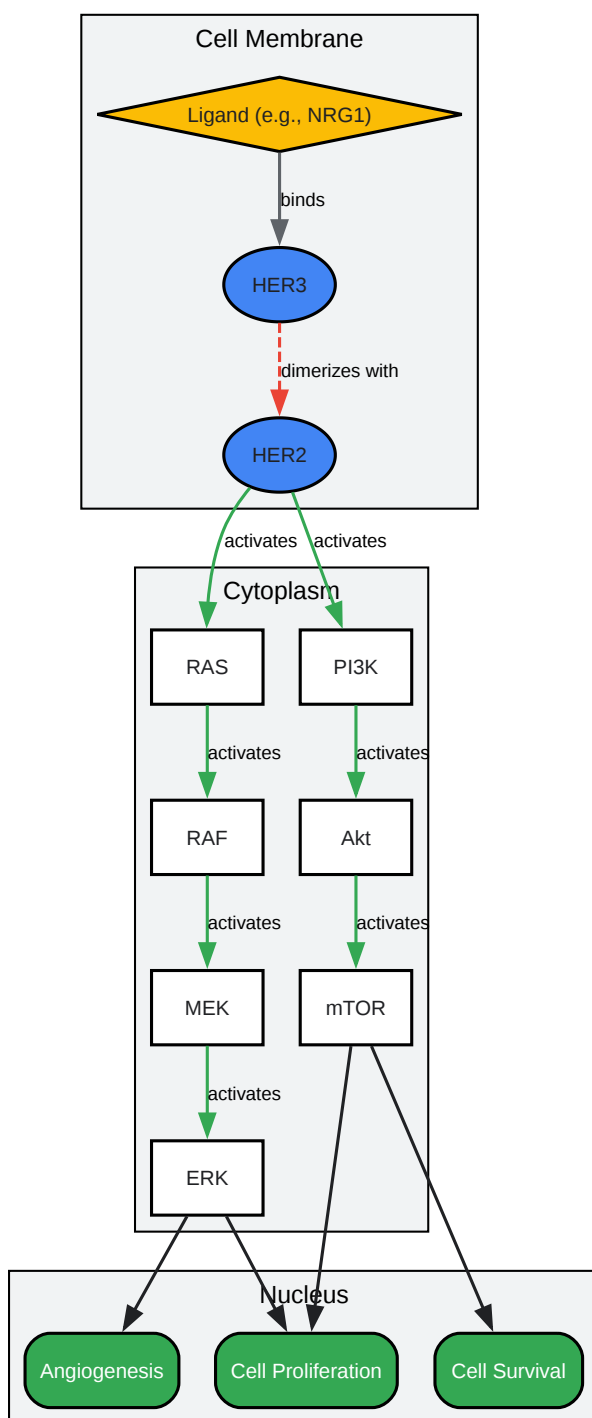 Cell Membrane
Ligand (e.g., NRG1)
binds
HER3
dimerizes with
HER2
activates activates
Cytoplasm
RAS PI3K
activates activates
RAF Akt
activates activates
MEK mTOR
activates
ERK
Nucleus
Angiogenesis Cell Proliferation Cell Survival